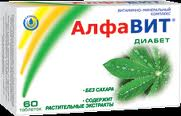 ВИТАМИННО-МИНЕРАЛЬНЫЙ
КОМПЛЕКС
АлфаВИТ®
ДИАБЕТ
• БЕЗ САХАРА
• СОДЕРЖИТ
РАСТИТЕЛЬНЫЕ ЭКСТРАКТЫ
60
таблеток